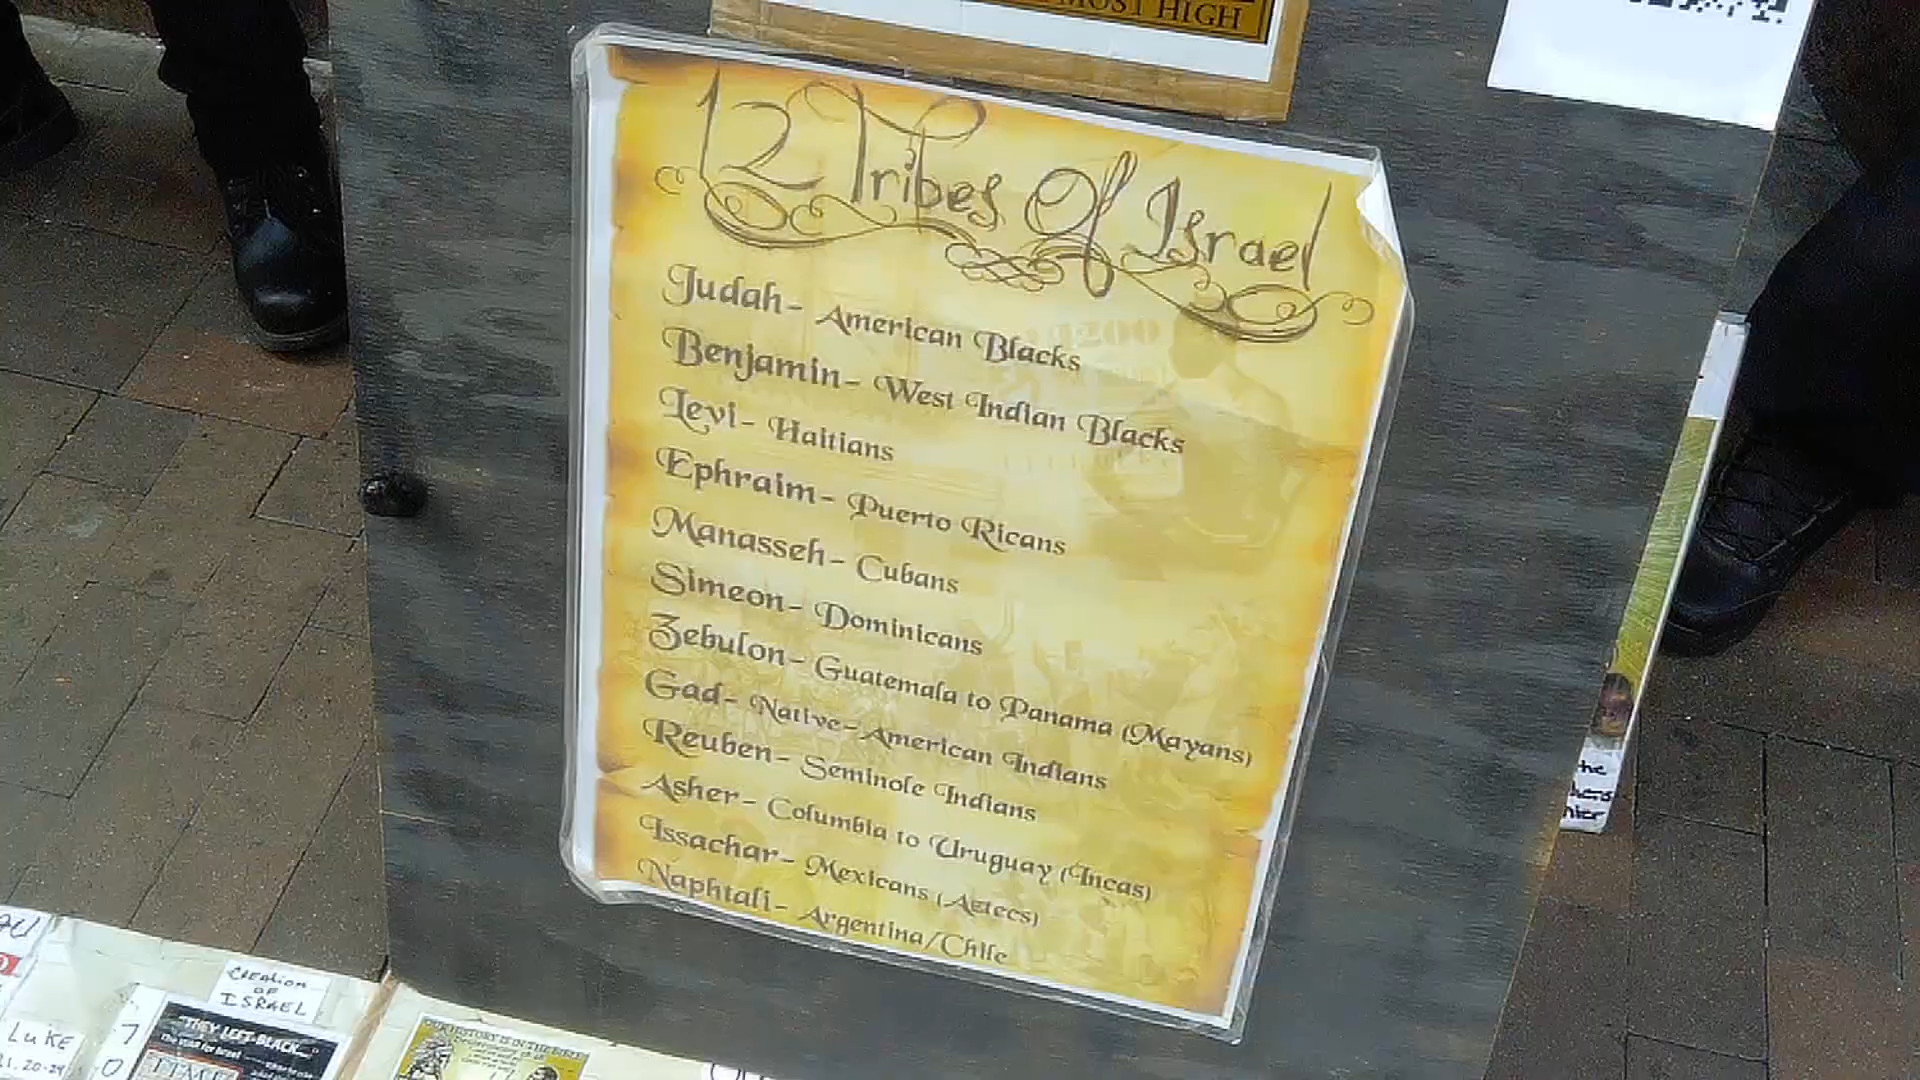 MOST HIGH
12 Tribes Of Israel
Judah- American Blacks
Benjamin- West Indian Blacks
Levi- Haitians
Ephraim- Puerto Ricans
Manasseh- Cubans
Simeon- Dominicans
Zebulon- Guatemala to Panama (Mayans)
Gad- Native-American Indians
Reuben- Seminole Indians
Asher- Columbia to Uruguay (Incas)
Issachar- Mexicans (Aztecs)
Naphtali- Argentina/Chile
the
CREATION
OF
ISRAEL
"THEY LEFT BLACK...
TIME
LUKE